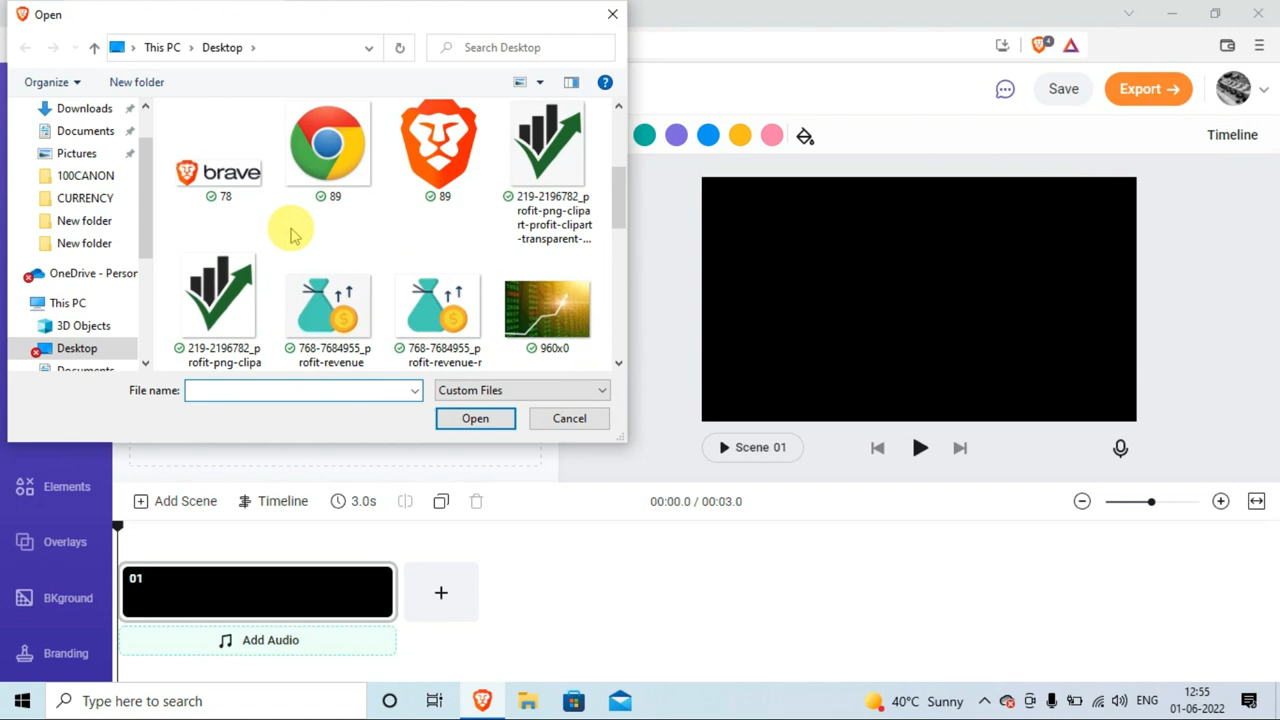 Open
This PC
Desktop
Search Desktop
Organize
New folder
Downloads
Documents
Pictures
100CANON
CURRENCY
New folder
New folder
OneDrive - Person
This PC
3D Objects
Desktop
brave
78
89
89
219-2196782_p
rofit-png-clipa
rt-profit-clipart
-transparent-...
219-2196782_p
rofit-png-clipa
768-7684955_p
rofit-revenue
768-7684955_p
rofit-revenue-r
960x0
File name:
Custom Files
Open
Cancel
4
Save
Export
Timeline
Scene 01
Elements
Overlays
BKground
Branding
Add Scene
Timeline
3.0s
00:00.0 / 00:03.0
01
Add Audio
Type here to search
40°C Sunny
ENG
12:55
01-06-2022